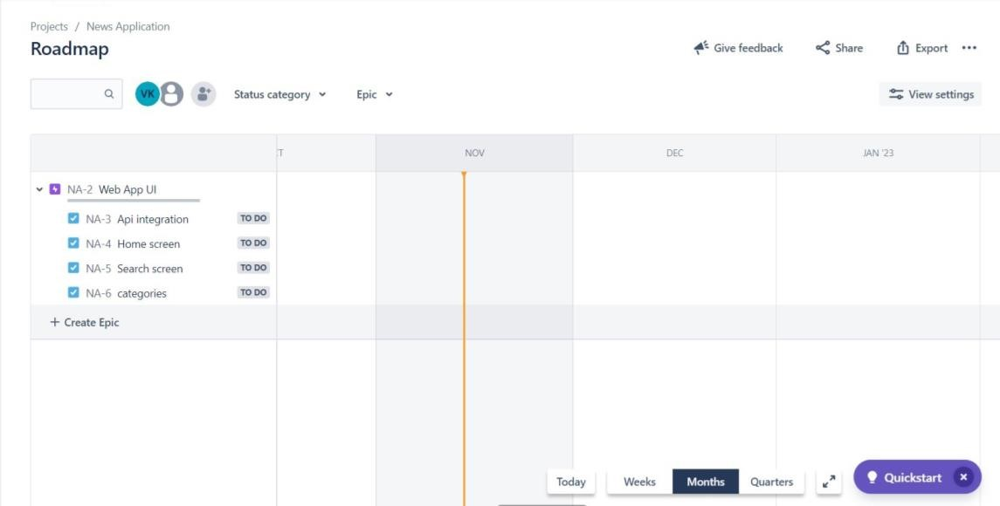 Projects / News Application
Roadmap
Give feedback
Share
Export
VK
Status category
Epic
View settings
NOV
DEC
JAN '23
NA-2 Web App UI
NA-3 Api integration TO DO
NA-4 Home screen TO DO
NA-5 Search screen TO DO
NA-6 categories TO DO
+ Create Epic
Today
Weeks
Months
Quarters
Quickstart